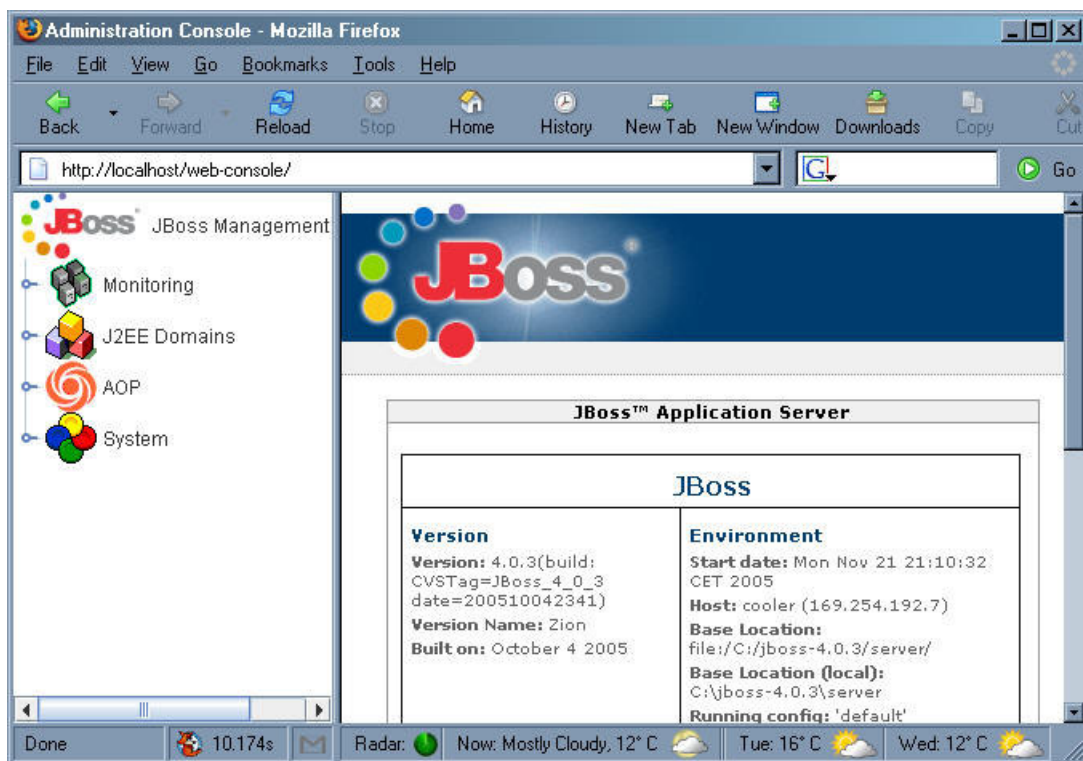 Administration Console - Mozilla Firefox
File Edit View Go Bookmarks Tools Help
Back Forward Reload Stop Home History New Tab New Window Downloads Copy Cut
http://localhost/web-console/
G
Go
JBoss JBoss Management
Monitoring
J2EE Domains
AOP
System
JBoss®
JBoss™ Application Server
JBoss
Version
Version: 4.0.3(build:
CVSTag=JBoss_4_0_3
date=200510042341)
Version Name: Zion
Built on: October 4 2005
Environment
Start date: Mon Nov 21 21:10:32
CET 2005
Host: cooler (169.254.192.7)
Base Location:
file:/C:/jboss-4.0.3/server/
Base Location (local):
C:\jboss-4.0.3\server
Running config: 'default'
Done 10.174s Radar: Now: Mostly Cloudy, 12° C Tue: 16° C Wed: 12° C